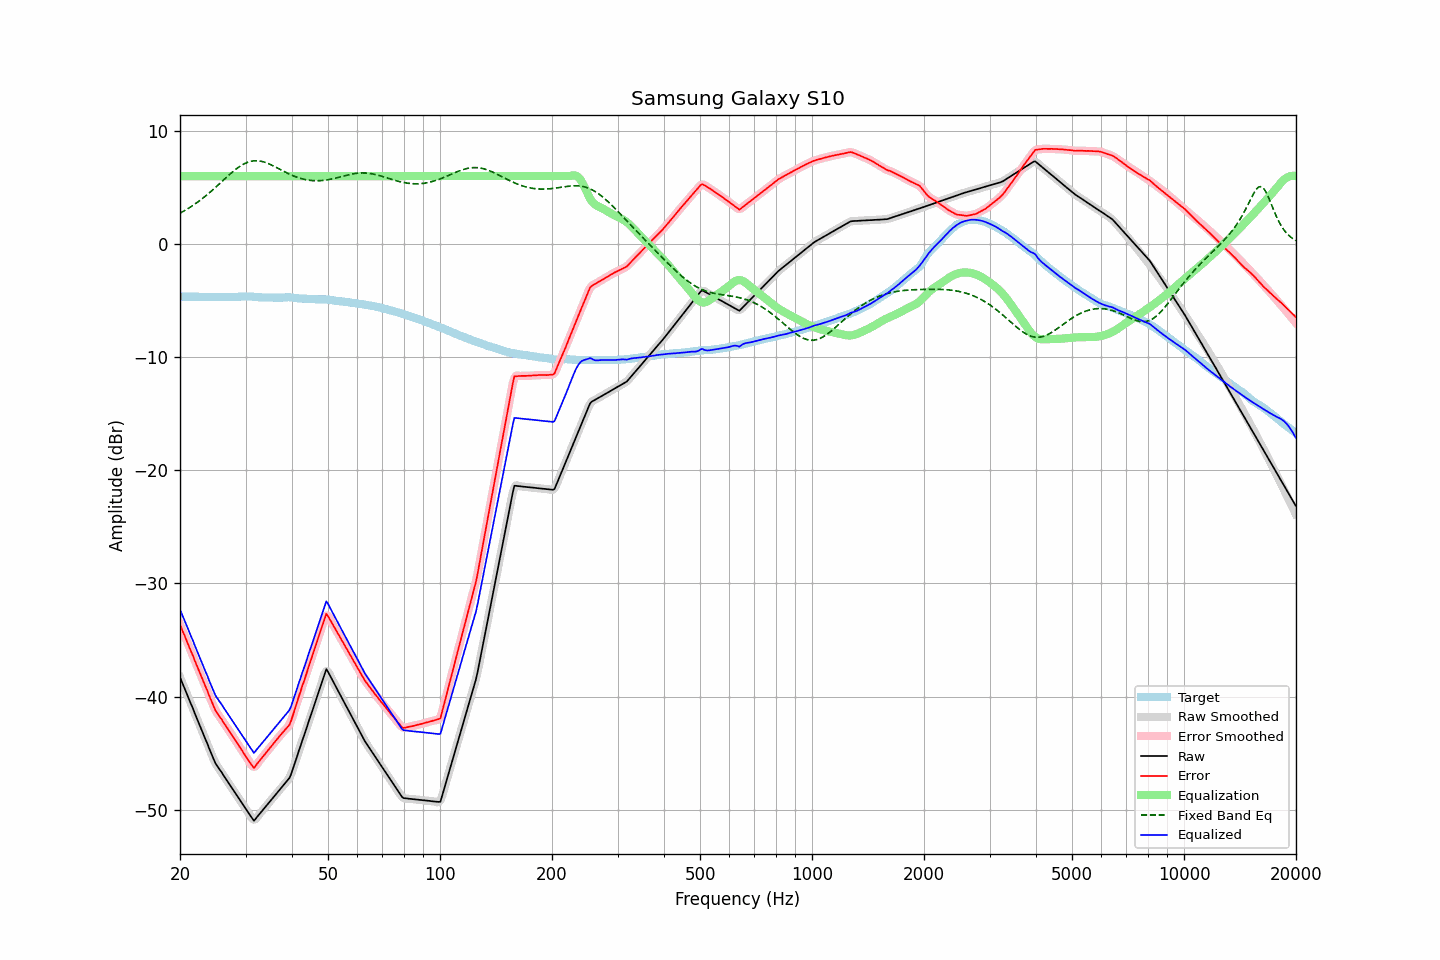 Samsung Galaxy S10
Amplitude (dBr)
10
0
−10
−20
−30
−40
−50
Target
Raw Smoothed
Error Smoothed
Raw
Error
Equalization
Fixed Band Eq
Equalized
20 50 100 200 500 1000 2000 5000 10000 20000
Frequency (Hz)